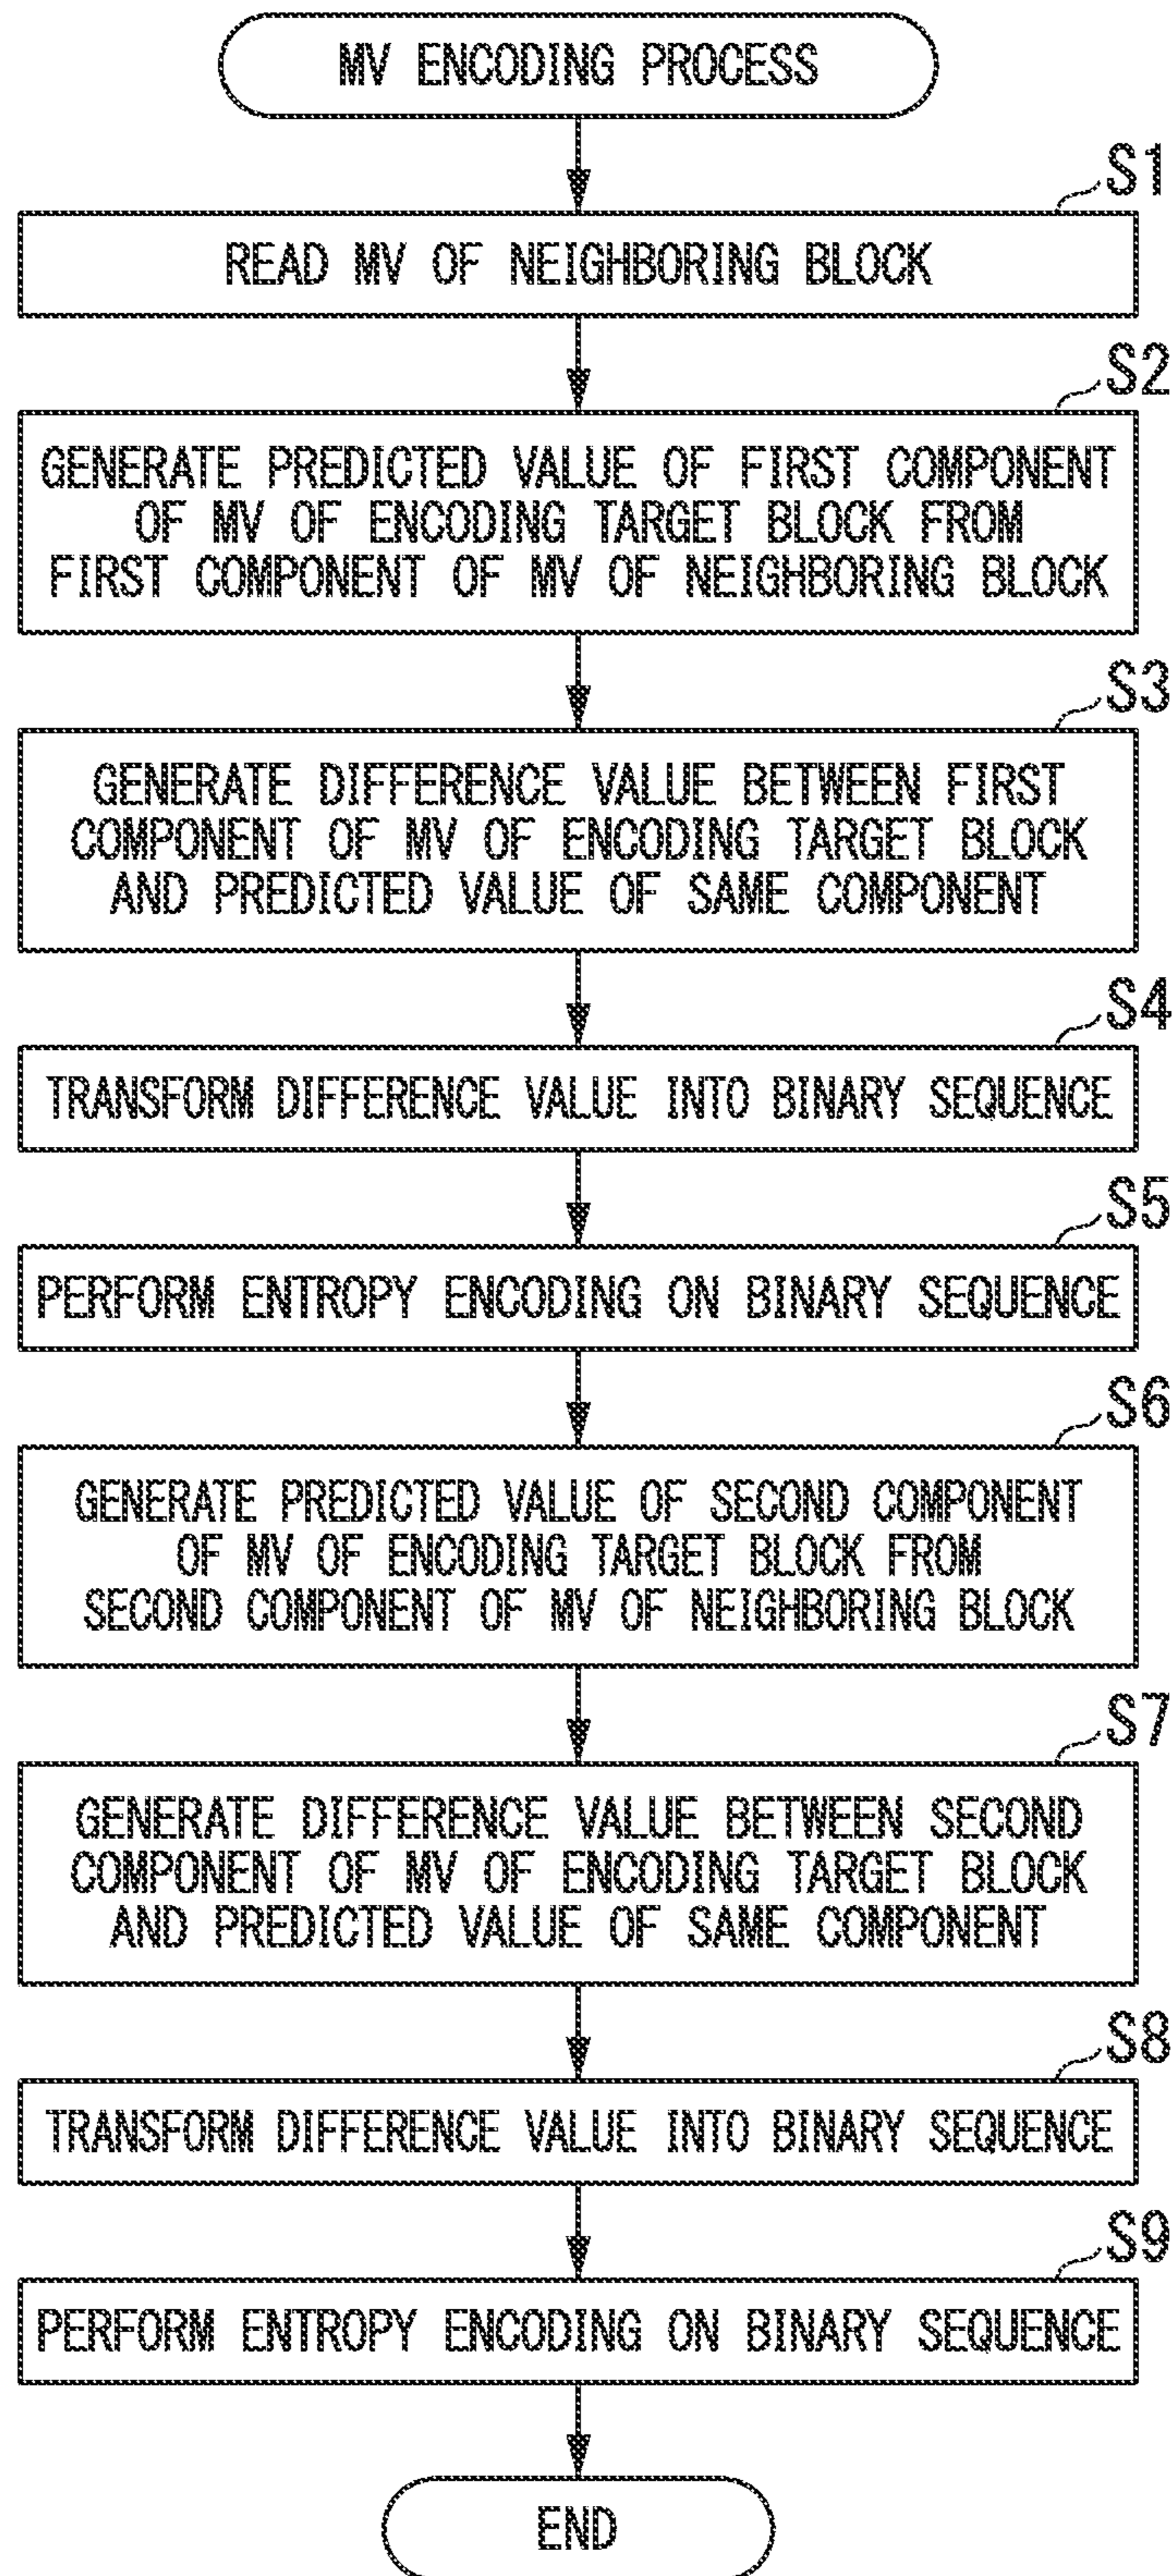 MV ENCODING PROCESS
S1
READ MV OF NEIGHBORING BLOCK
S2
GENERATE PREDICTED VALUE OF FIRST COMPONENT
OF MV OF ENCODING TARGET BLOCK FROM
FIRST COMPONENT OF MV OF NEIGHBORING BLOCK
S3
GENERATE DIFFERENCE VALUE BETWEEN FIRST
COMPONENT OF MV OF ENCODING TARGET BLOCK
AND PREDICTED VALUE OF SAME COMPONENT
S4
TRANSFORM DIFFERENCE VALUE INTO BINARY SEQUENCE
S5
PERFORM ENTROPY ENCODING ON BINARY SEQUENCE
S6
GENERATE PREDICTED VALUE OF SECOND COMPONENT
OF MV OF ENCODING TARGET BLOCK FROM
SECOND COMPONENT OF MV OF NEIGHBORING BLOCK
S7
GENERATE DIFFERENCE VALUE BETWEEN SECOND
COMPONENT OF MV OF ENCODING TARGET BLOCK
AND PREDICTED VALUE OF SAME COMPONENT
S8
TRANSFORM DIFFERENCE VALUE INTO BINARY SEQUENCE
S9
PERFORM ENTROPY ENCODING ON BINARY SEQUENCE
END